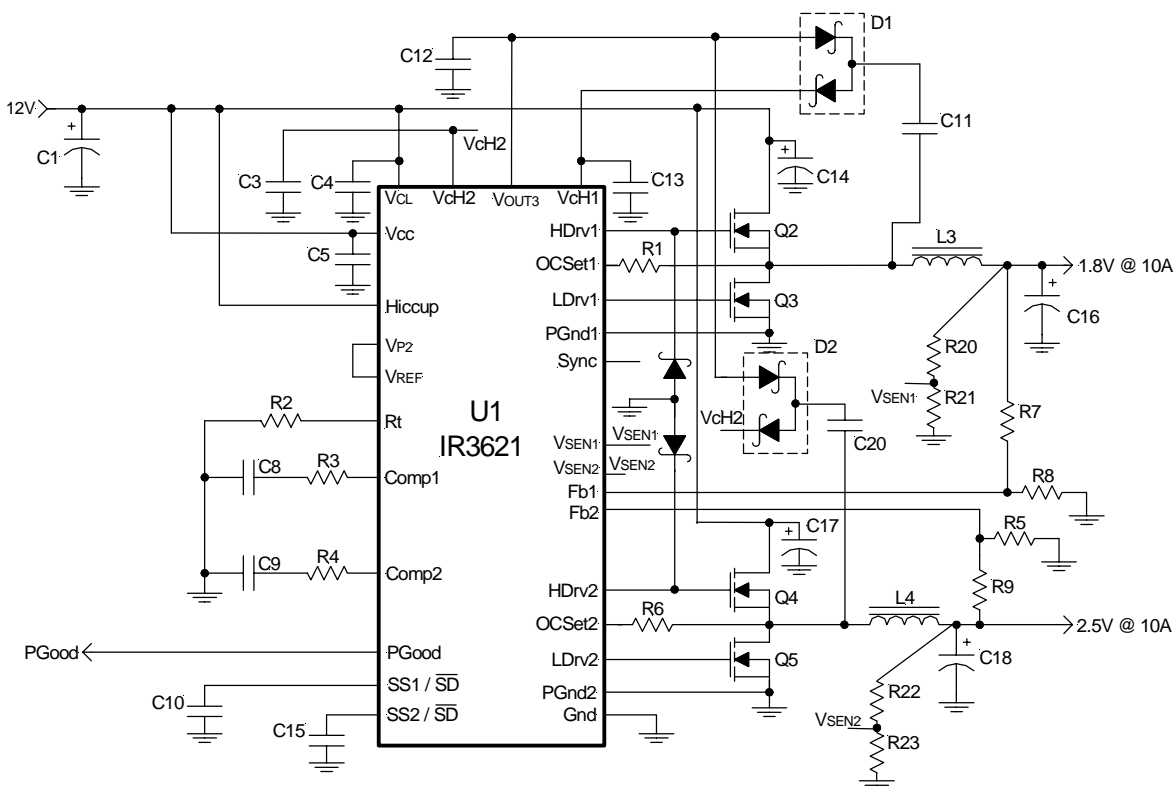 D1
C12
12V
C11
C1
VCH2
C3
C4
C13
C14
VCL
VCH2
VOUT3
VCH1
Vcc
HDrv1
Q2
C5
OCSet1
R1
L3
1.8V @ 10A
Hiccup
LDrv1
Q3
C16
PGnd1
VP2
Sync
D2
R20
VREF
VSEN1
R21
R7
R2
Rt
U1
IR3621
VCH2
C20
VSEN1
VSEN1
C8
R3
Comp1
VSEN2
VSEN2
Fb1
R8
Fb2
C17
R5
C9
R4
Comp2
HDrv2
Q4
R9
OCSet2
R6
L4
2.5V @ 10A
PGood
PGood
LDrv2
Q5
C18
SS1 / SD
PGnd2
R22
C10
SS2 / SD
Gnd
VSEN2
C15
R23